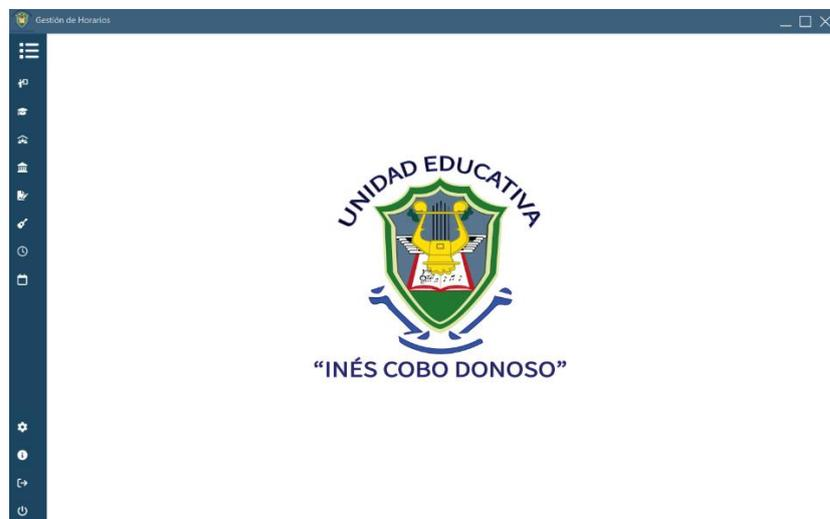 Gestión de Horarios
UNIDAD EDUCATIVA
“INÉS COBO DONOSO”